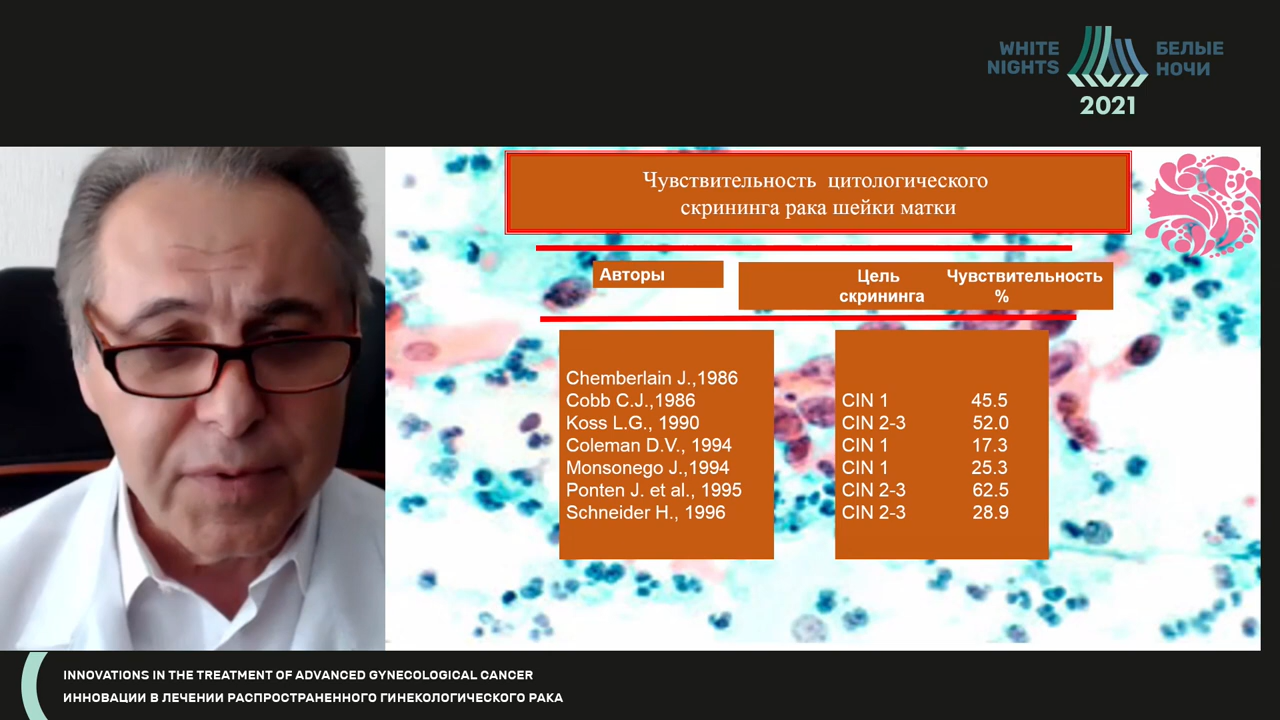 WHITE NIGHTS
БЕЛЫЕ НОЧИ
2021
Чувствительность цитологического
скрининга рака шейки матки
Авторы
Цель скрининга
Чувствительность %
Chemberlain J.,1986
Cobb C.J.,1986
Koss L.G., 1990
Coleman D.V., 1994
Monsonego J.,1994
Ponten J. et al., 1995
Schneider H., 1996
CIN 1 45.5
CIN 2-3 52.0
CIN 1 17.3
CIN 1 25.3
CIN 2-3 62.5
CIN 2-3 28.9
INNOVATIONS IN THE TREATMENT OF ADVANCED GYNECOLOGICAL CANCER
ИННОВАЦИИ В ЛЕЧЕНИИ РАСПРОСТРАНЕННОГО ГИНЕКОЛОГИЧЕСКОГО РАКА